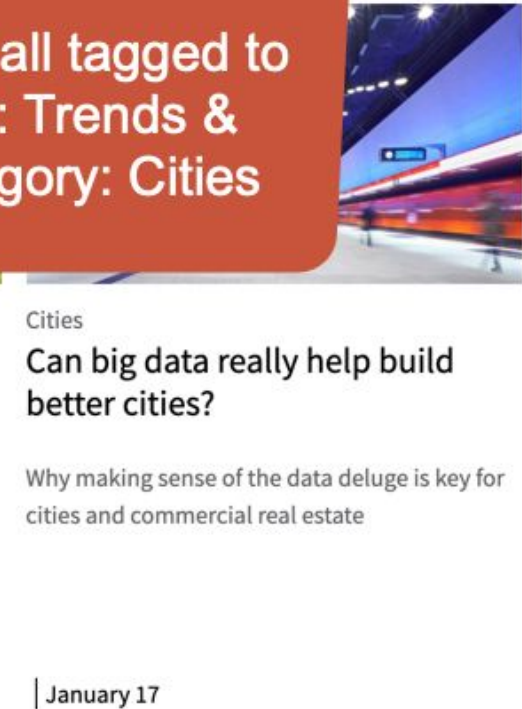 all tagged to
: Trends &
gory: Cities
Cities
Can big data really help build
better cities?
Why making sense of the data deluge is key for
cities and commercial real estate
January 17